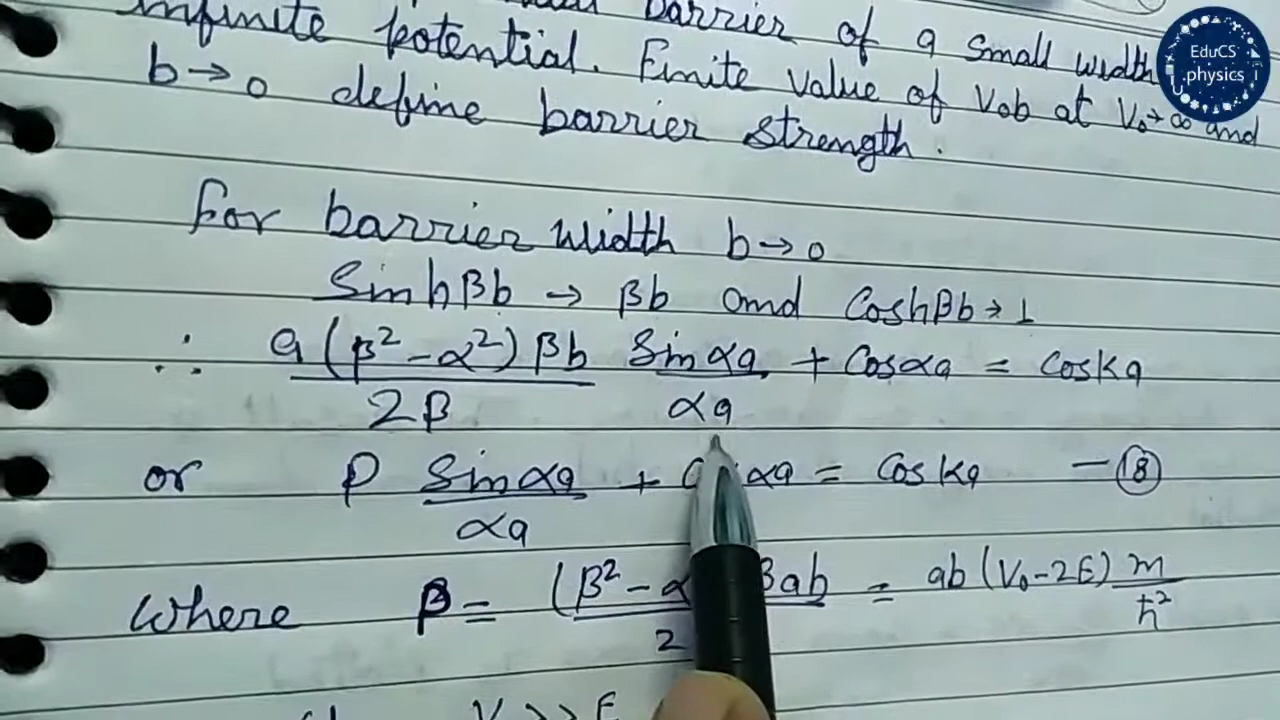 barrier of a small width
infinite potential. Finite value of V₀b at V₀→∞ and
b→0 define barrier strength.
For barrier width b→0
Sinhβb → βb and Coshβb→1
∴ a(β²-α²)βb/2β Sinαa/αa + Cosαa = Coska
or P Sinαa/αa + αa = Coska —(18)
Where = (β²-α βab/2 = ab(V₀-2E) m/ħ²
V >> E
EduCS
physics